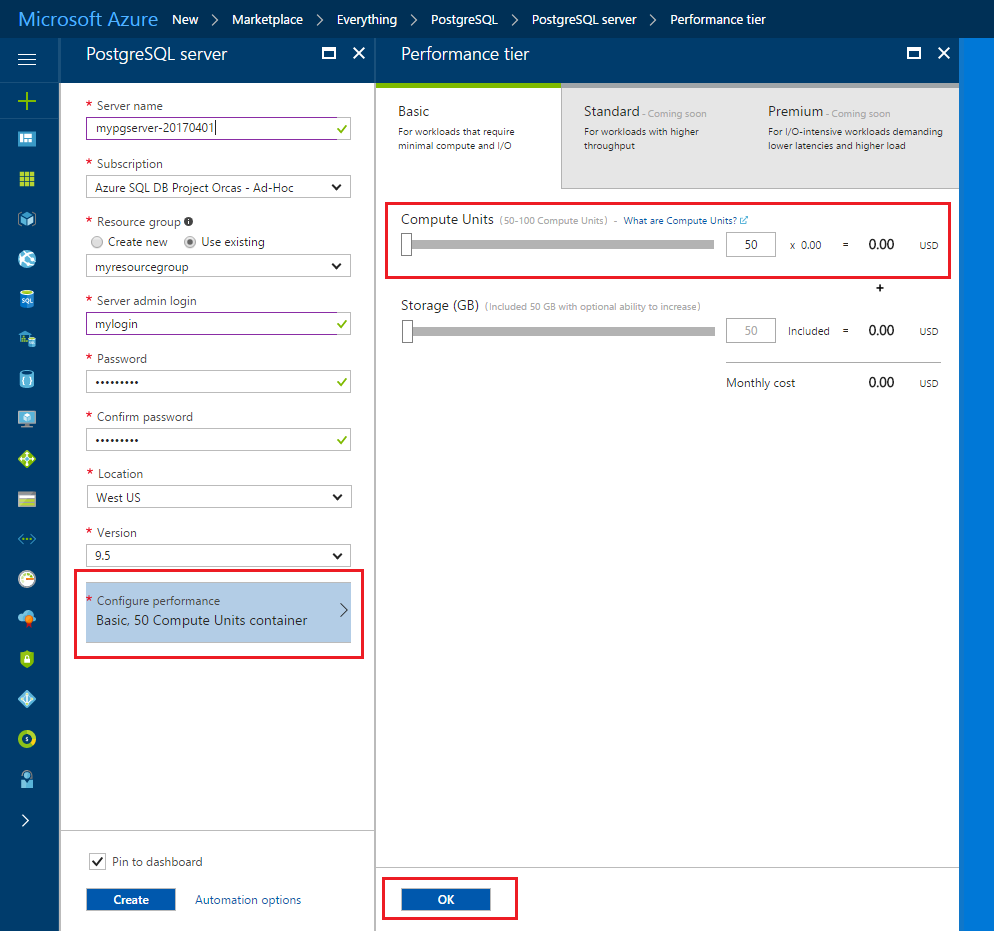 Microsoft Azure New > Marketplace > Everything > PostgreSQL > PostgreSQL server > Performance tier
PostgreSQL server
* Server name
mypgserver-20170401
* Subscription
Azure SQL DB Project Orcas - Ad-Hoc
* Resource group
Create new Use existing
myresourcegroup
* Server admin login
mylogin
* Password
•••••••••
* Confirm password
•••••••••
* Location
West US
* Version
9.5
* Configure performance
Basic, 50 Compute Units container
Pin to dashboard
Create Automation options
Performance tier
Basic
For workloads that require
minimal compute and I/O
Standard - Coming soon
For workloads with higher
throughput
Premium - Coming soon
For I/O-intensive workloads demanding
lower latencies and higher load
Compute Units (50-100 Compute Units) - What are Compute Units?
50 x 0.00 = 0.00 USD
+
Storage (GB) (Included 50 GB with optional ability to increase)
50 Included = 0.00 USD
Monthly cost 0.00 USD
OK
SQL